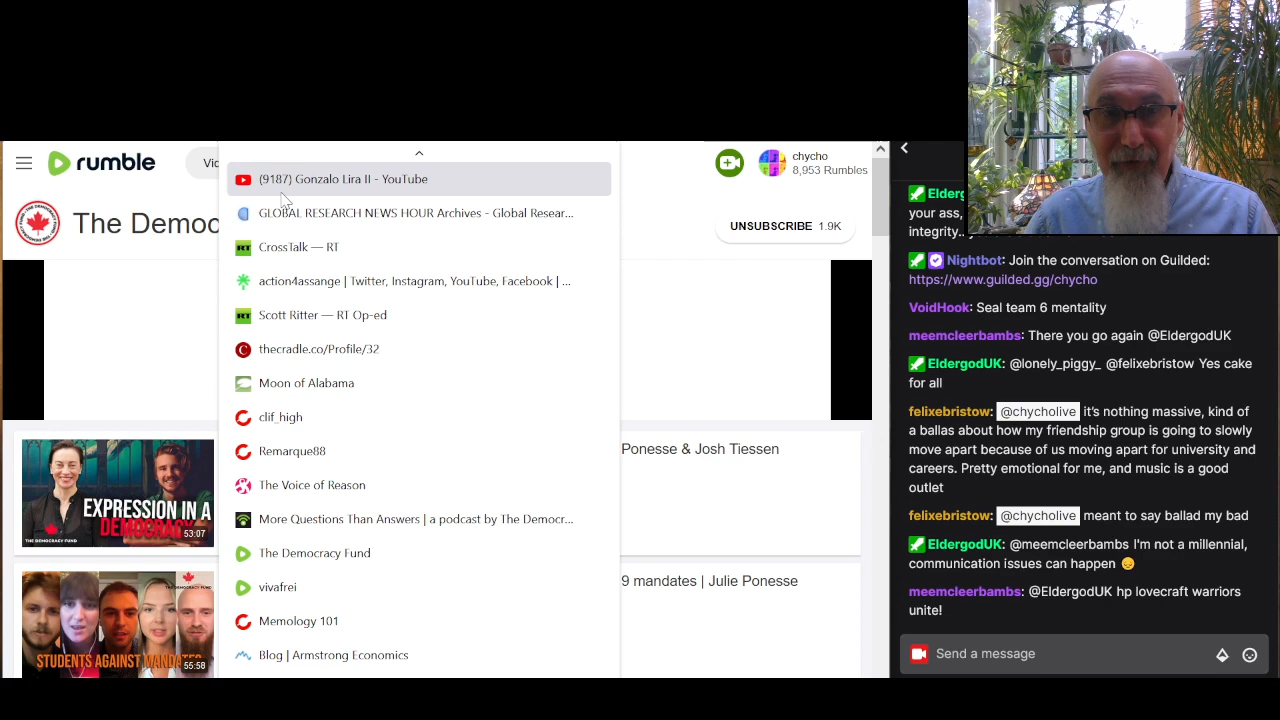 rumble
Vic
chycho
8,953 Rumbles
The Democ
UNSUBSCRIBE 1.9K
(9187) Gonzalo Lira II - YouTube
GLOBAL RESEARCH NEWS HOUR Archives - Global Resear...
CrossTalk — RT
action4assange | Twitter, Instagram, YouTube, Facebook | ...
RT Scott Ritter — RT Op-ed
thecradle.co/Profile/32
Moon of Alabama
clif_high
Remarque88
The Voice of Reason
More Questions Than Answers | a podcast by The Democr...
The Democracy Fund
vivafrei
Memology 101
Blog | Armstrong Economics
EXPRESSION IN A
DEMOCRACY
THE DEMOCRACY FUND
53:07
Ponesse & Josh Tiessen
STUDENTS AGAINST MANDATES
55:58
9 mandates | Julie Ponesse
Elderg
your ass,
integrity..
Nightbot: Join the conversation on Guilded:
https://www.guilded.gg/chycho
VoidHook: Seal team 6 mentality
meemcleerbambs: There you go again @EldergodUK
EldergodUK: @lonely_piggy_ @felixebristow Yes cake
for all
felixebristow: @chycholive it's nothing massive, kind of
a ballas about how my friendship group is going to slowly
move apart because of us moving apart for university and
careers. Pretty emotional for me, and music is a good
outlet
felixebristow: @chycholive meant to say ballad my bad
EldergodUK: @meemcleerbambs I'm not a millennial,
communication issues can happen 😔
meemcleerbambs: @EldergodUK hp lovecraft warriors
unite!
Send a message